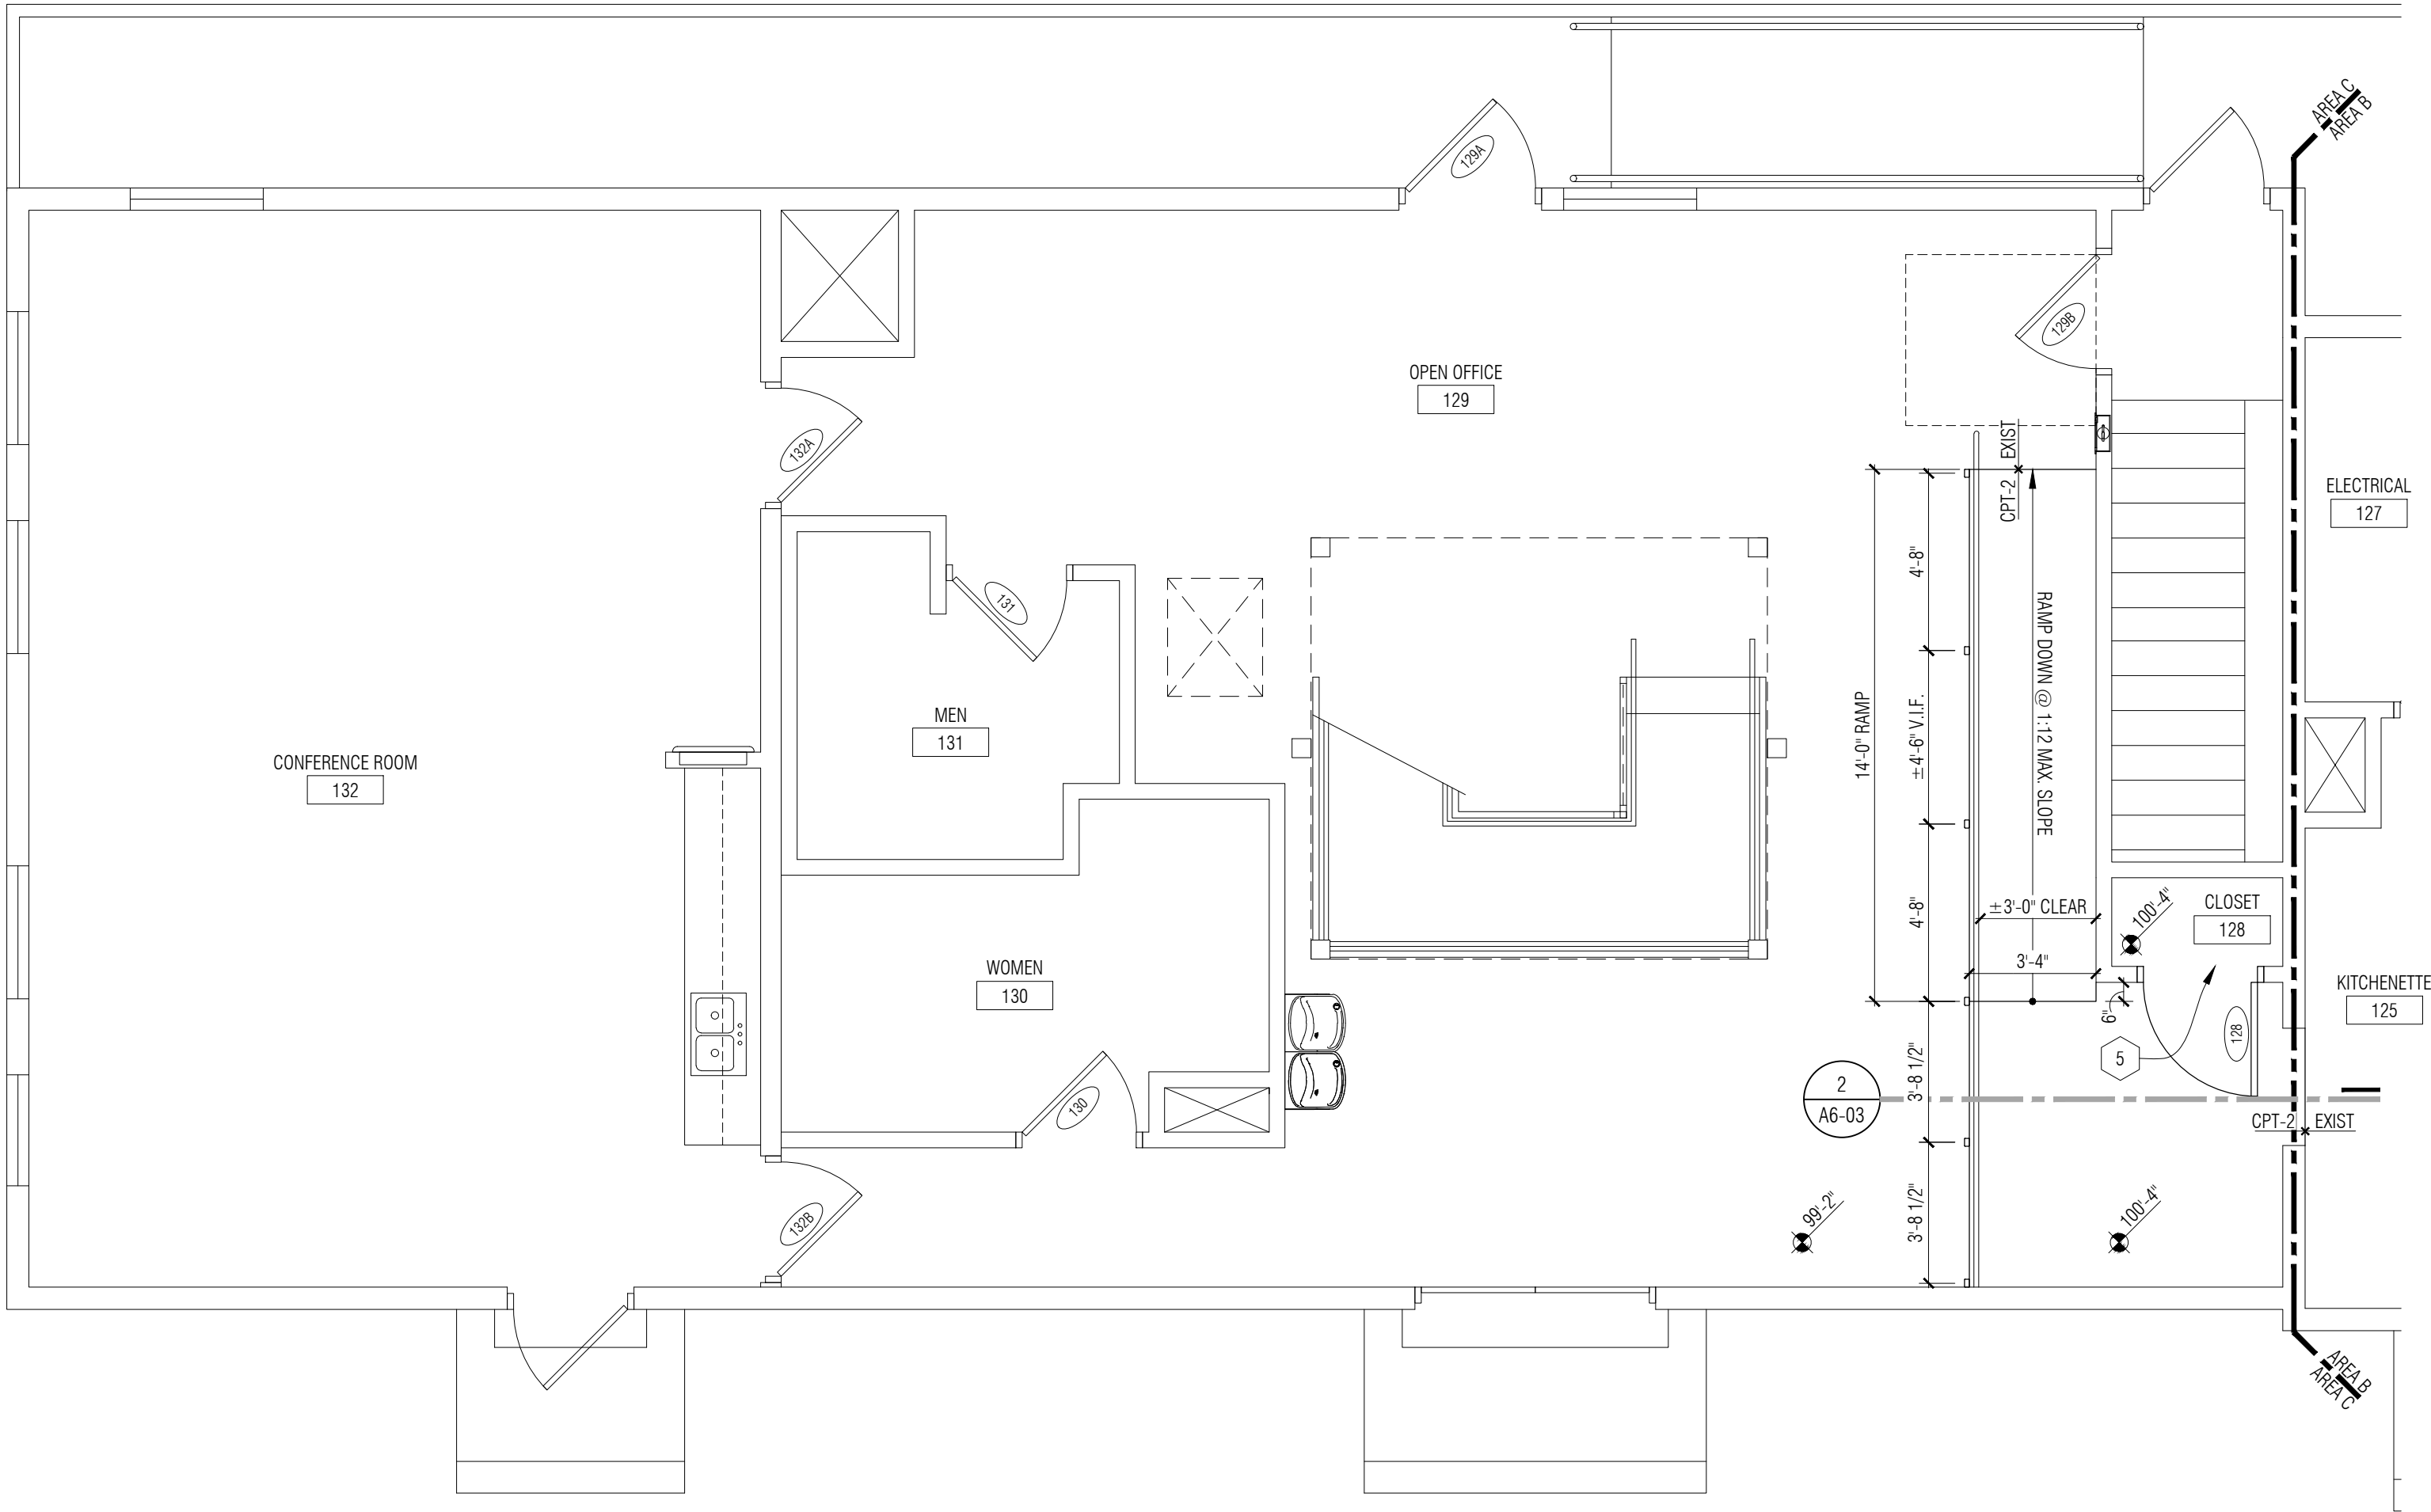 AREA C
AREA B
129A
129B
OPEN OFFICE
129
132A
CPT-2 EXIST
ELECTRICAL
127
4'-8"
131
RAMP DOWN @ 1:12 MAX. SLOPE
14'-0" RAMP
±4'-6" V.I.F.
MEN
131
CONFERENCE ROOM
132
4'-8"
±3'-0" CLEAR
100'-4"
CLOSET
128
3'-4"
WOMEN
130
KITCHENETTE
125
6"
128
5
3'-8 1/2"
2
A6-03
130
CPT-2 EXIST
132B
3'-8 1/2"
99'-2"
100'-4"
AREA B
AREA C